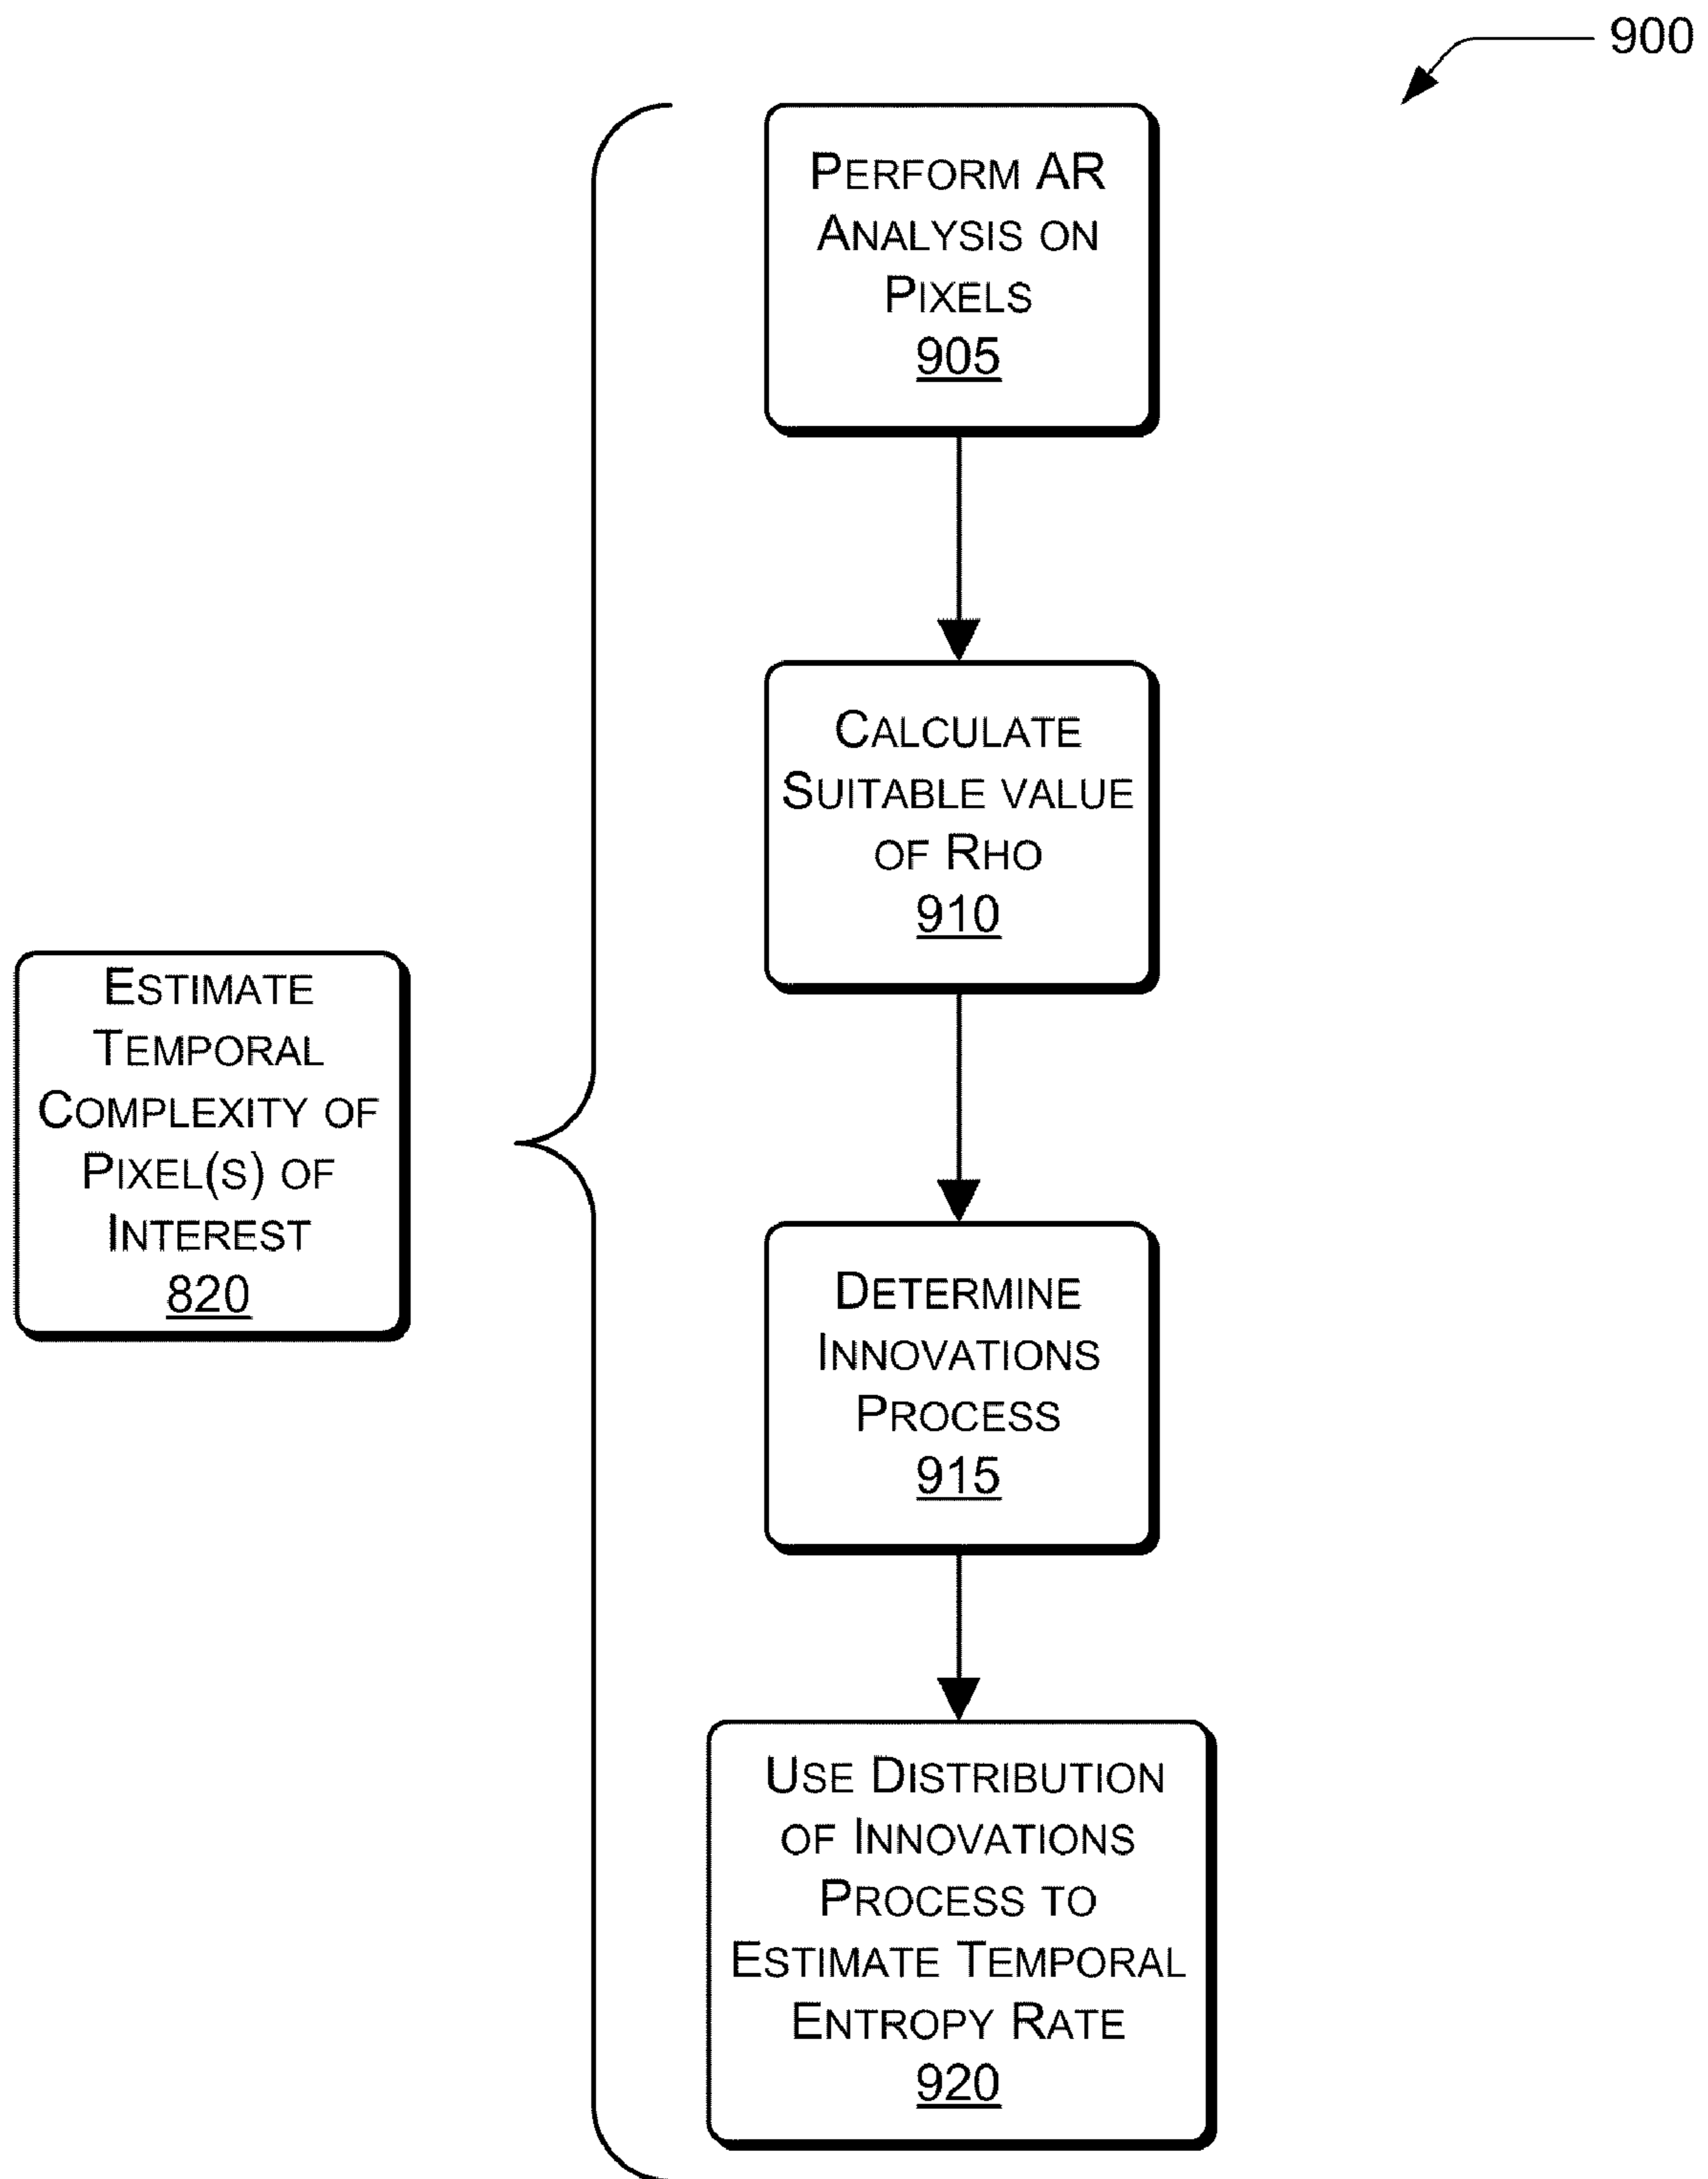 900
PERFORM AR
ANALYSIS ON
PIXELS
905
CALCULATE
SUITABLE VALUE
OF RHO
910
ESTIMATE
TEMPORAL
COMPLEXITY OF
PIXEL(S) OF
INTEREST
820
DETERMINE
INNOVATIONS
PROCESS
915
USE DISTRIBUTION
OF INNOVATIONS
PROCESS TO
ESTIMATE TEMPORAL
ENTROPY RATE
920